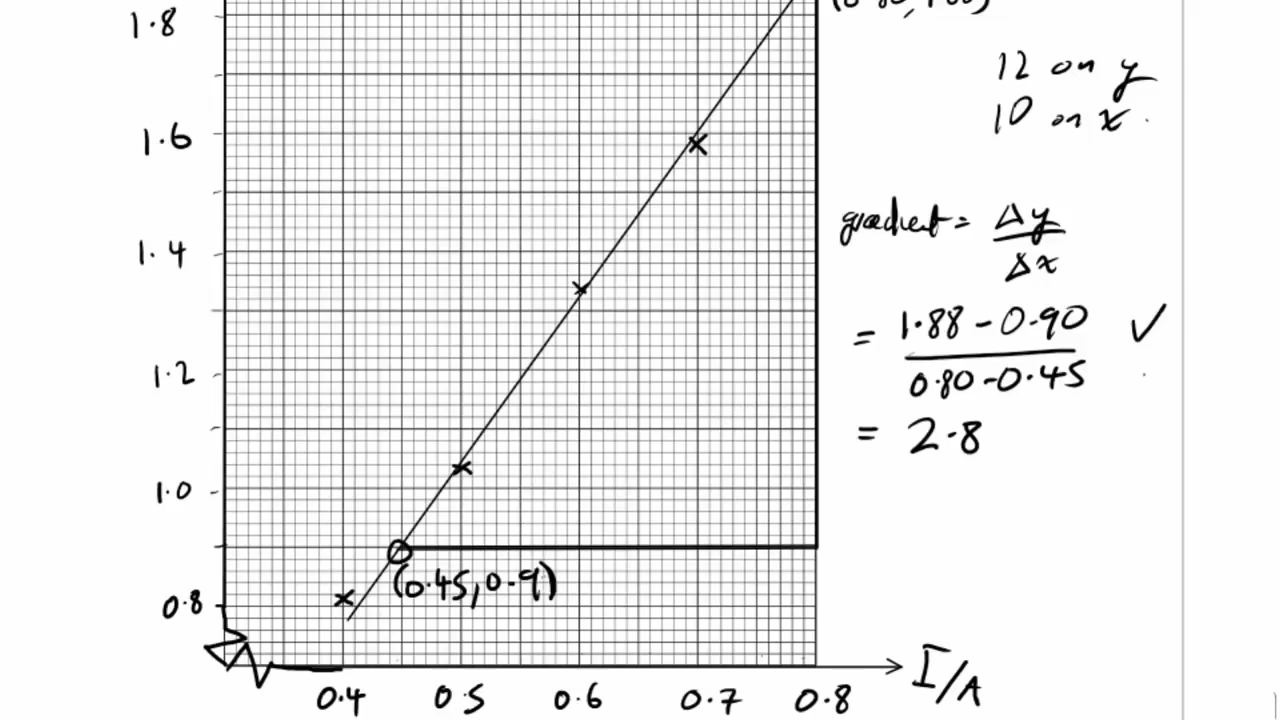 1.8
12 on y
10 on x.
1.6
gradient = Δy
Δx
1.4
= 1.88 - 0.90 ✓
0.80 - 0.45
1.2
= 2.8
1.0
(0.45, 0.9)
0.8
I/A
0.4 0.5 0.6 0.7 0.8